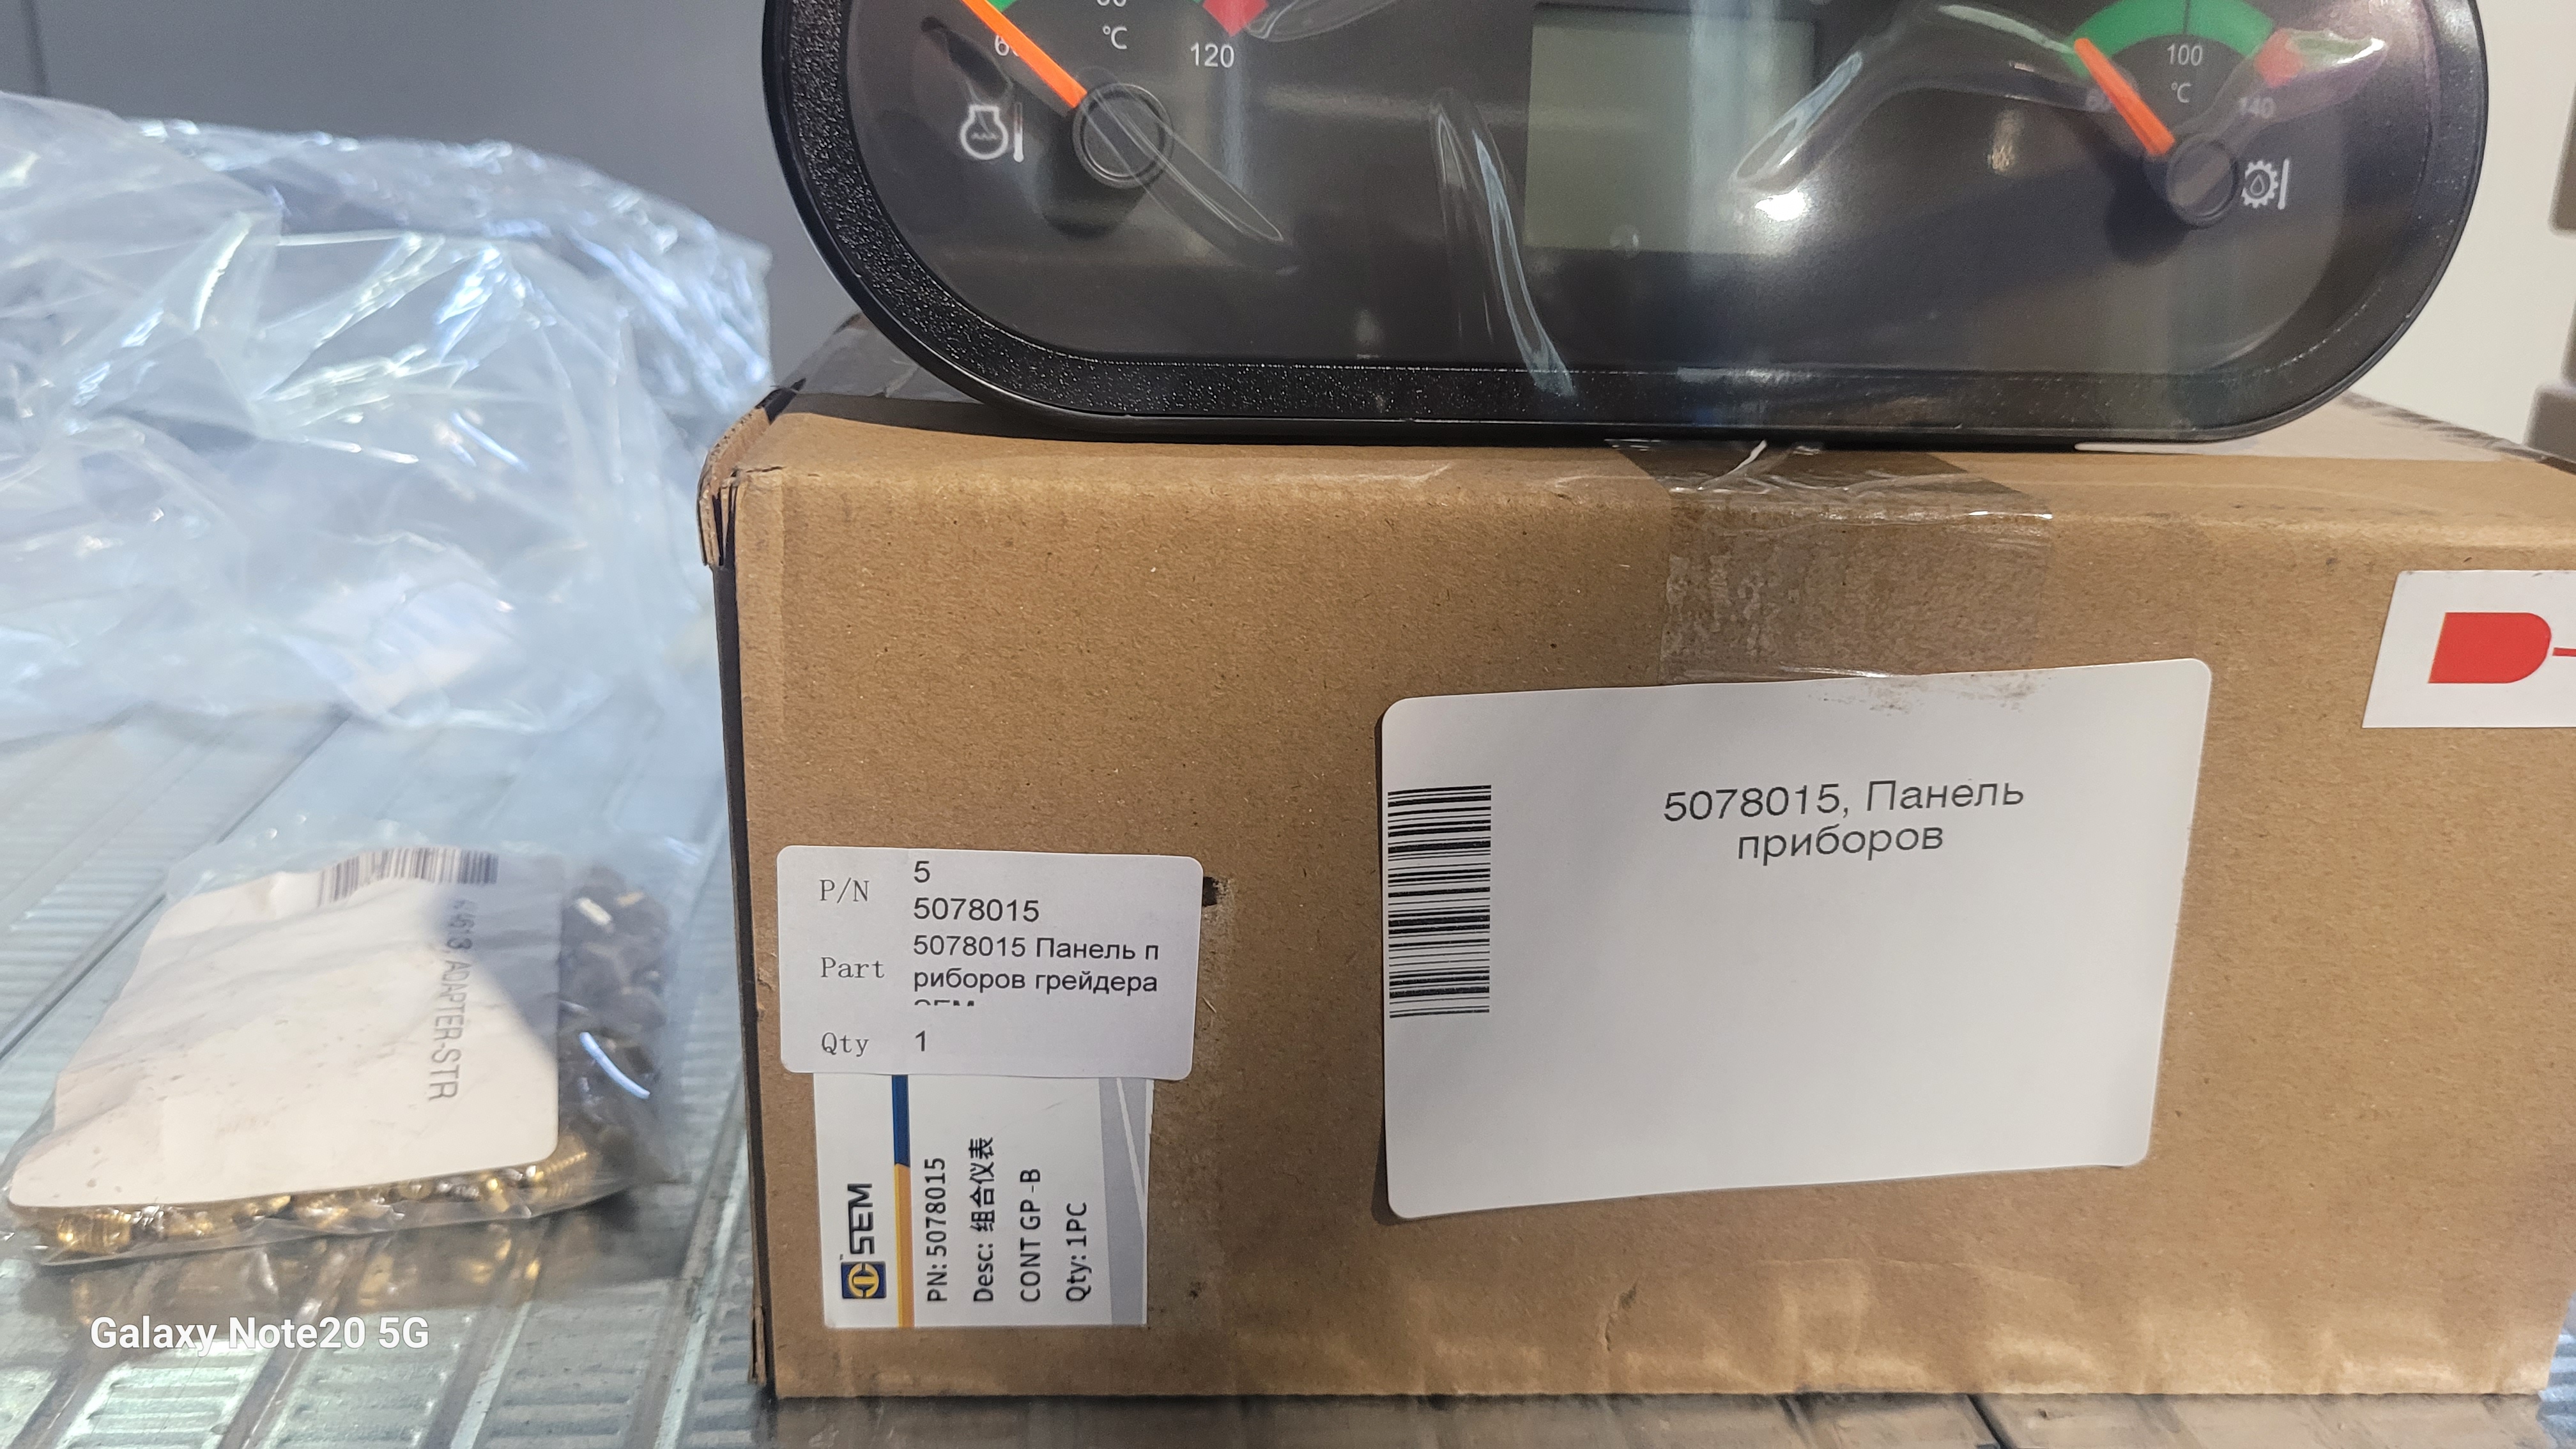 °C
120
100
°C
140
5078015, Панель
приборов
P/N
5
5078015
Part
5078015 Панель п
риборов грейдера
Qty
1
SEM
PN: 5078015
Desc: 组合仪表
CONT GP -B
Qty: 1PC
ADAPTER-STR
Galaxy Note20 5G